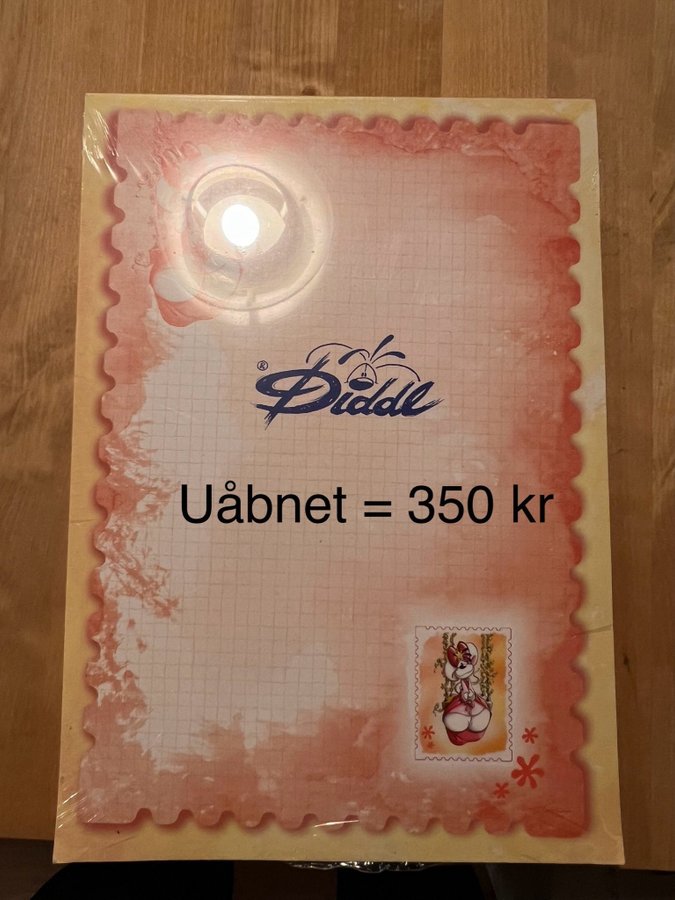 ® Diddl
Uåbnet = 350 kr